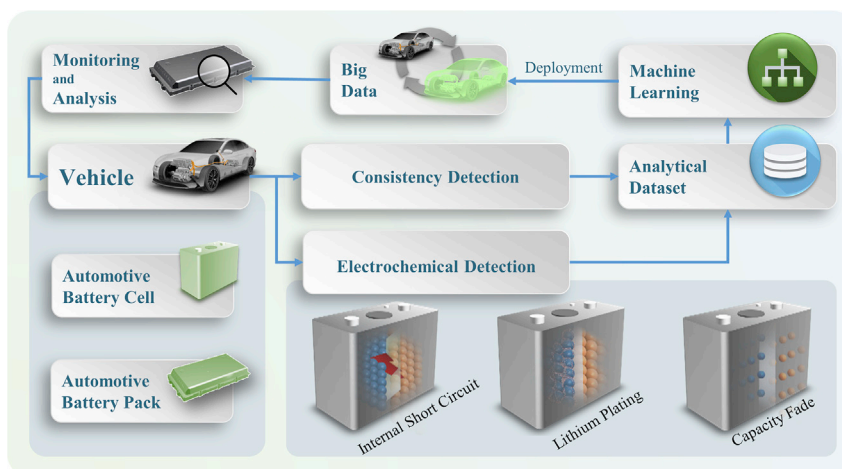 Monitoring
and
Analysis
Big
Data
Deployment
Machine
Learning
Vehicle
Consistency Detection
Analytical
Dataset
Electrochemical Detection
Automotive
Battery Cell
Automotive
Battery Pack
Internal Short Circuit
Lithium Plating
Capacity Fade